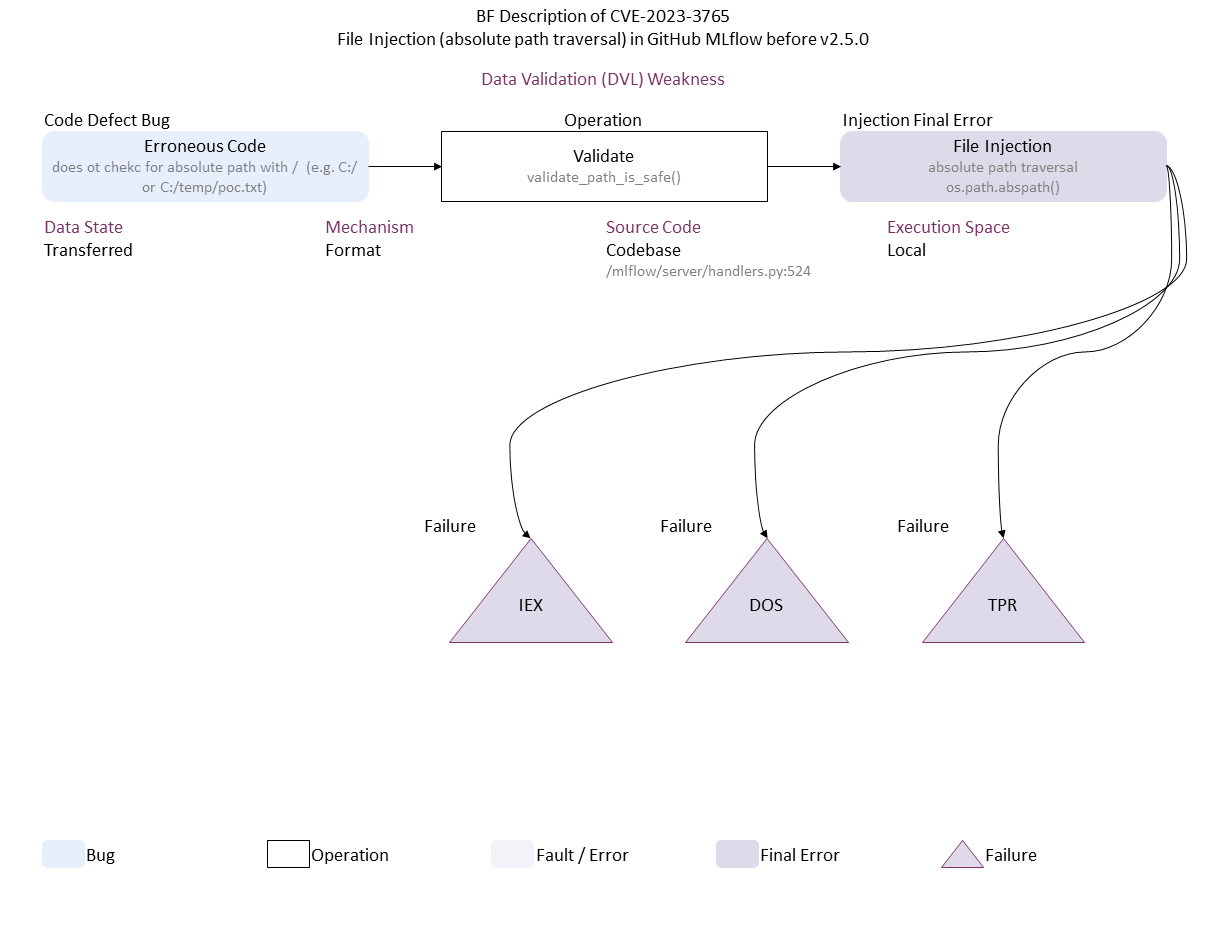 BF Description of CVE-2023-3765
File Injection (absolute path traversal) in GitHub MLflow before v2.5.0
Data Validation (DVL) Weakness
Code Defect Bug
Operation
Injection Final Error
Erroneous Code
does ot chekc for absolute path with / (e.g. C:/
or C:/temp/poc.txt)
Validate
validate_path_is_safe()
File Injection
absolute path traversal
os.path.abspath()
Data State
Transferred
Mechanism
Format
Source Code
Codebase
/mlflow/server/handlers.py:524
Execution Space
Local
Failure
Failure
Failure
IEX
DOS
TPR
Bug
Operation
Fault / Error
Final Error
Failure